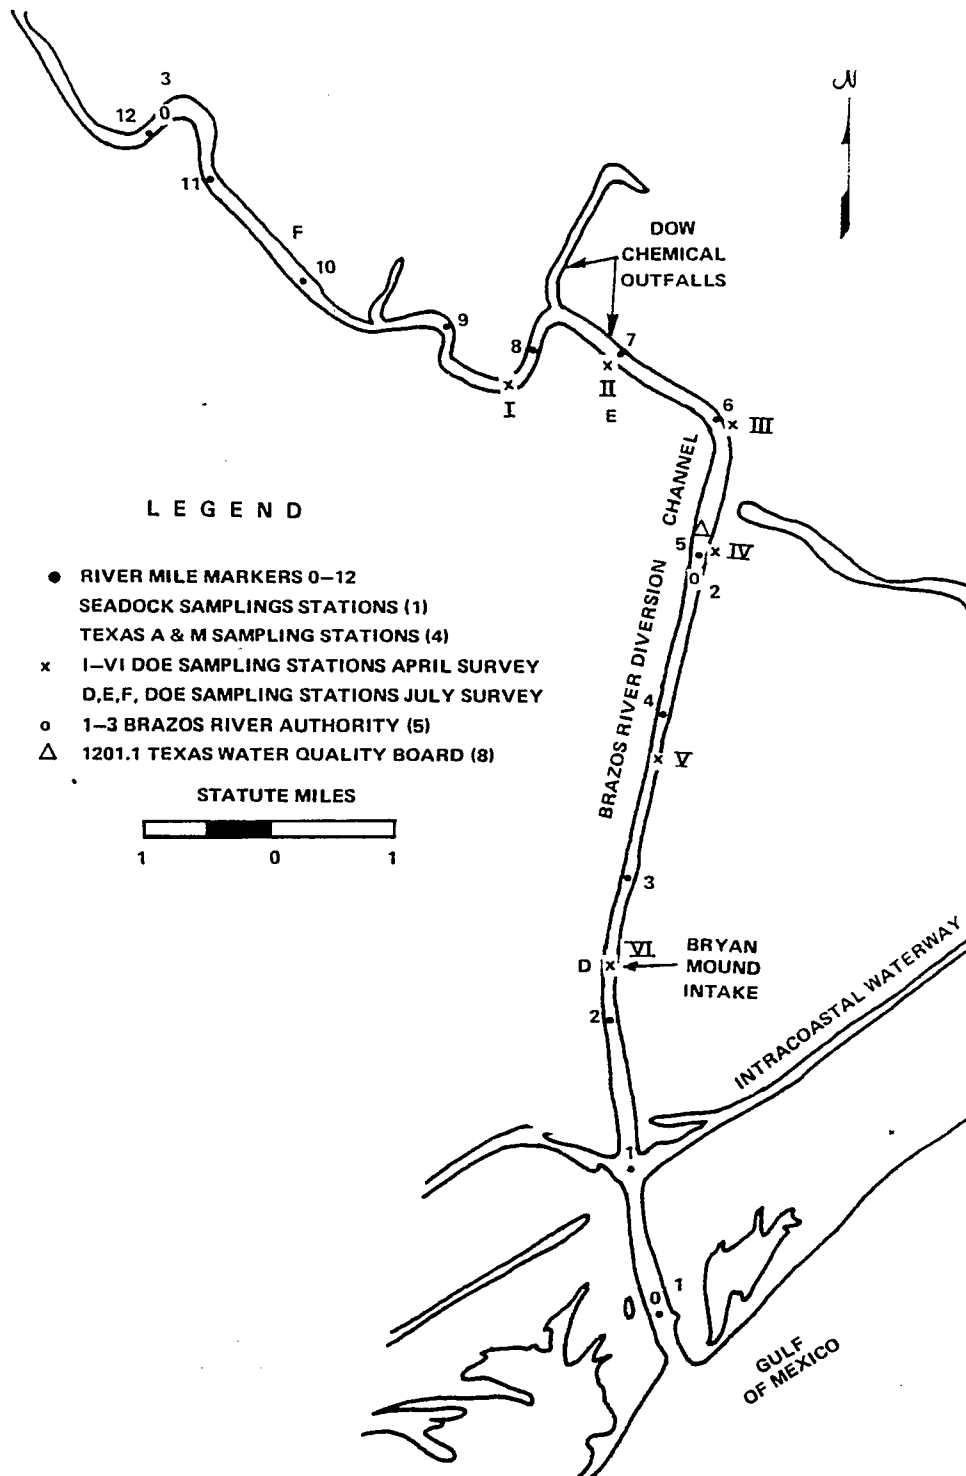 N
3
12
0
11
F
10
DOW
CHEMICAL
OUTFALLS
9
8
7
I
II
E
6
III
LEGEND
● RIVER MILE MARKERS 0–12
SEADOCK SAMPLINGS STATIONS (1)
TEXAS A & M SAMPLING STATIONS (4)
x I–VI DOE SAMPLING STATIONS APRIL SURVEY
D,E,F, DOE SAMPLING STATIONS JULY SURVEY
o 1–3 BRAZOS RIVER AUTHORITY (5)
△ 1201.1 TEXAS WATER QUALITY BOARD (8)
STATUTE MILES
1 0 1
BRAZOS RIVER DIVERSION CHANNEL
5
IV
0
2
4
V
3
VI
D
BRYAN
MOUND
INTAKE
2
INTRACOASTAL WATERWAY
1
1
0
0
GULF
OF MEXICO